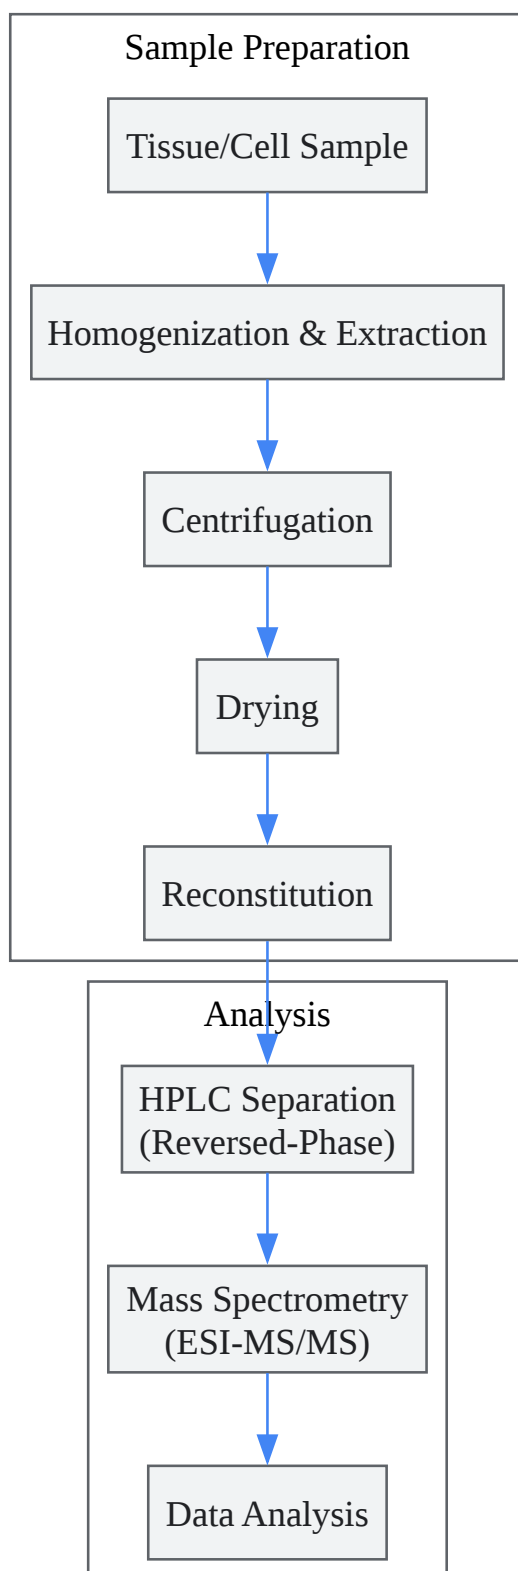 Sample Preparation
Tissue/Cell Sample
Homogenization & Extraction
Centrifugation
Drying
Reconstitution
Analysis
HPLC Separation
(Reversed-Phase)
Mass Spectrometry
(ESI-MS/MS)
Data Analysis